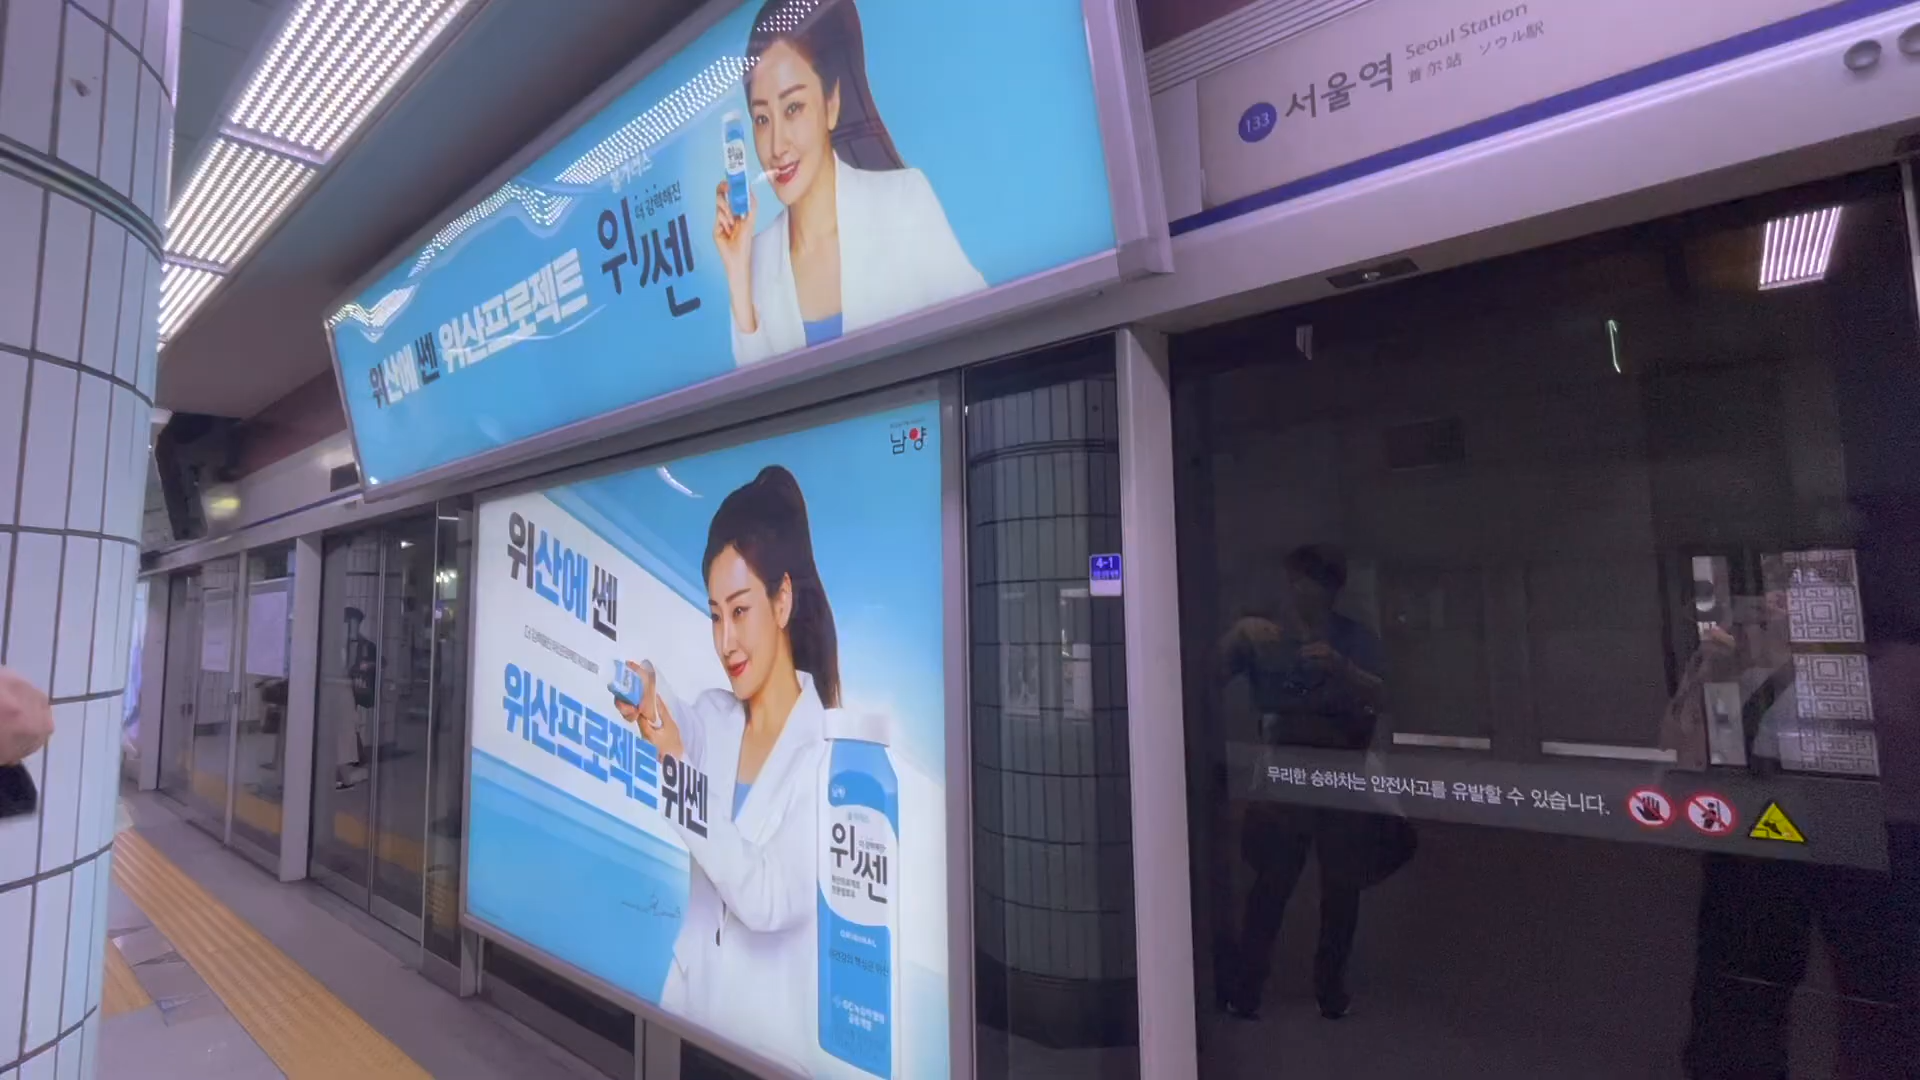 133 서울역
Seoul Station
首尔站 ソウル駅
더 강력해진
위쎈
위산에 쎈 위산프로젝트
남양
위산에 쎈
위산프로젝트 위쎈
4-1
남양
위쎈
ORIGINAL
무리한 승하차는 안전사고를 유발할 수 있습니다.